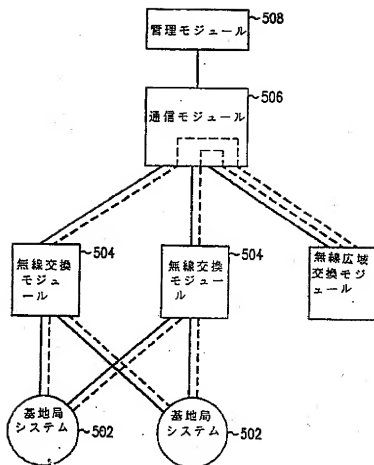 管理モジュール
508
通信モジュール
506
無線交換
モジュ
ール
504
無線交換
モジュー
ル
504
無線広域
交換モジ
ュール
基地局
システム
502
基地局
システム
502